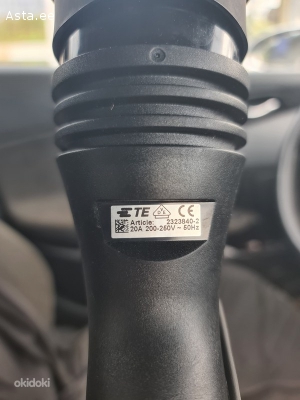 Asta.ee
TE CE
Article: 2323840-2
20A 200-250V ~ 50Hz
okidoki